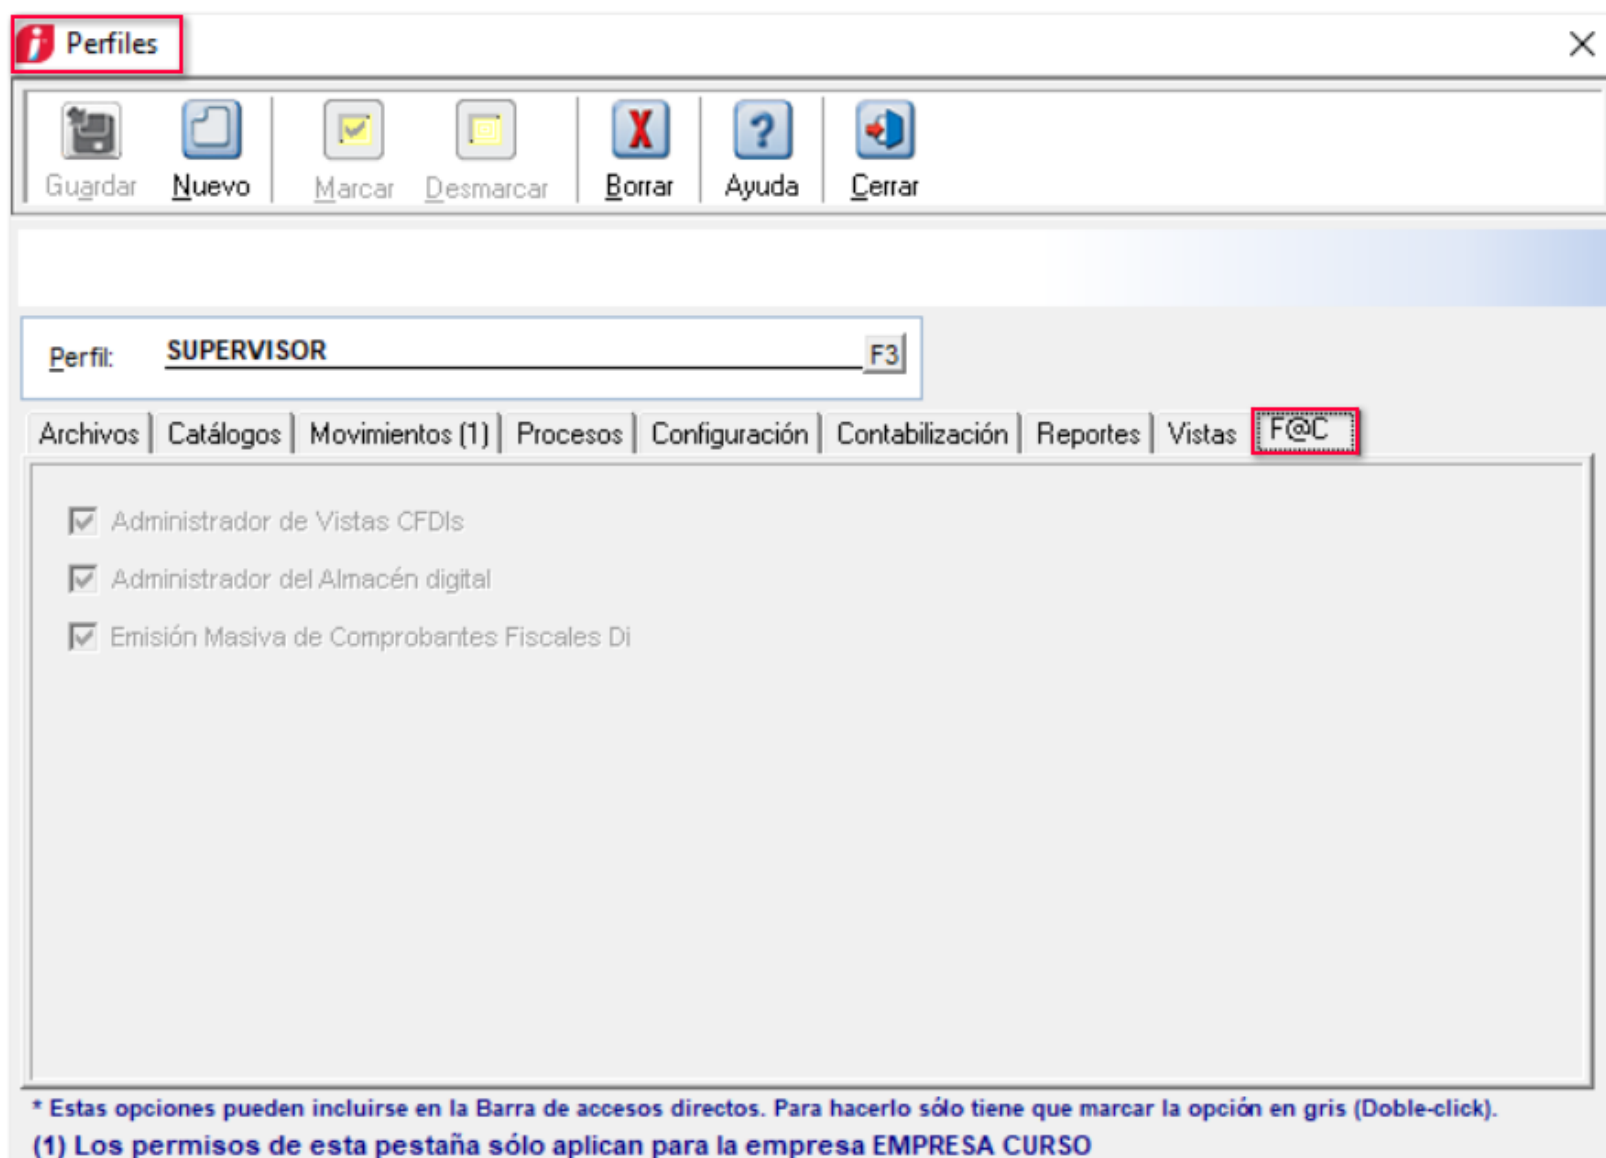 Perfiles
Guardar Nuevo Marcar Desmarcar Borrar Ayuda Cerrar
Perfil: SUPERVISOR F3
Archivos Catálogos Movimientos (1) Procesos Configuración Contabilización Reportes Vistas F@C
Administrador de Vistas CFDIs
Administrador del Almacén digital
Emisión Masiva de Comprobantes Fiscales Di
* Estas opciones pueden incluirse en la Barra de accesos directos. Para hacerlo sólo tiene que marcar la opción en gris (Doble-click).
(1) Los permisos de esta pestaña sólo aplican para la empresa EMPRESA CURSO